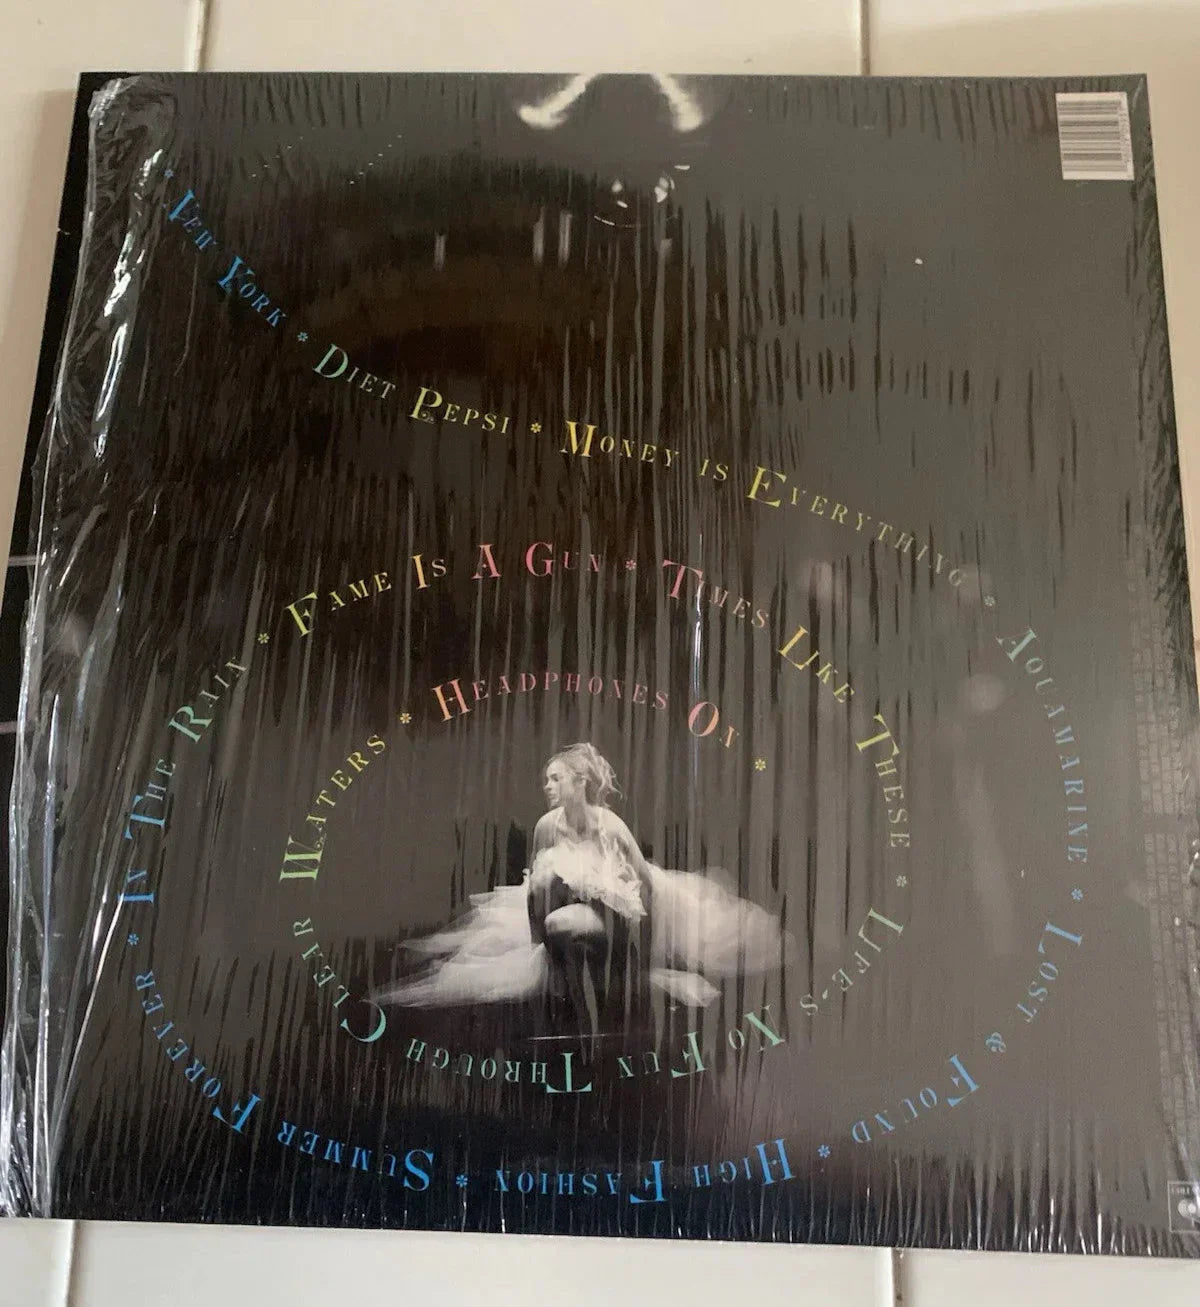 * New York * Diet Pepsi * Money is Everything * Aquamarine * Lost & Found * High Fashion * Summer Forever * In The Rain * Fame Is A Gun * Times Like These * Life-s No Fun Through Clear Waters * Headphones On *